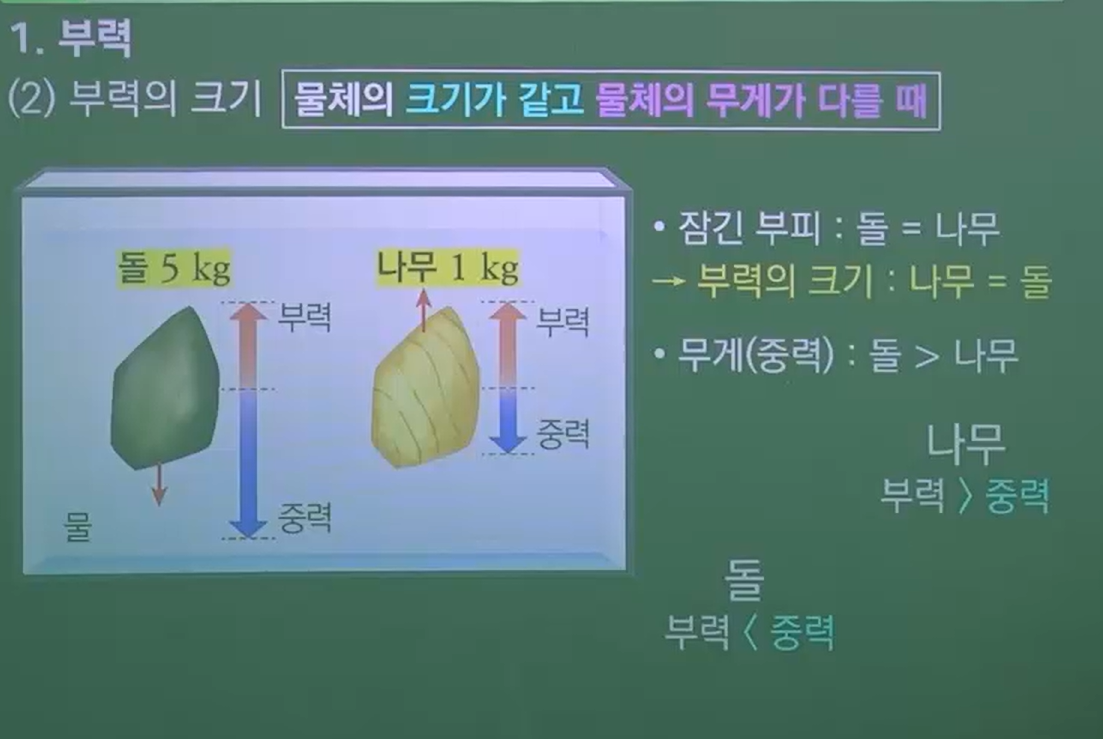 1. 부력
(2) 부력의 크기 물체의 크기가 같고 물체의 무게가 다를 때
돌 5 kg
나무 1 kg
부력
부력
중력
중력
물
• 잠긴 부피 : 돌 = 나무
→ 부력의 크기 : 나무 = 돌
• 무게(중력) : 돌 > 나무
나무
부력 〉 중력
돌
부력 〈 중력